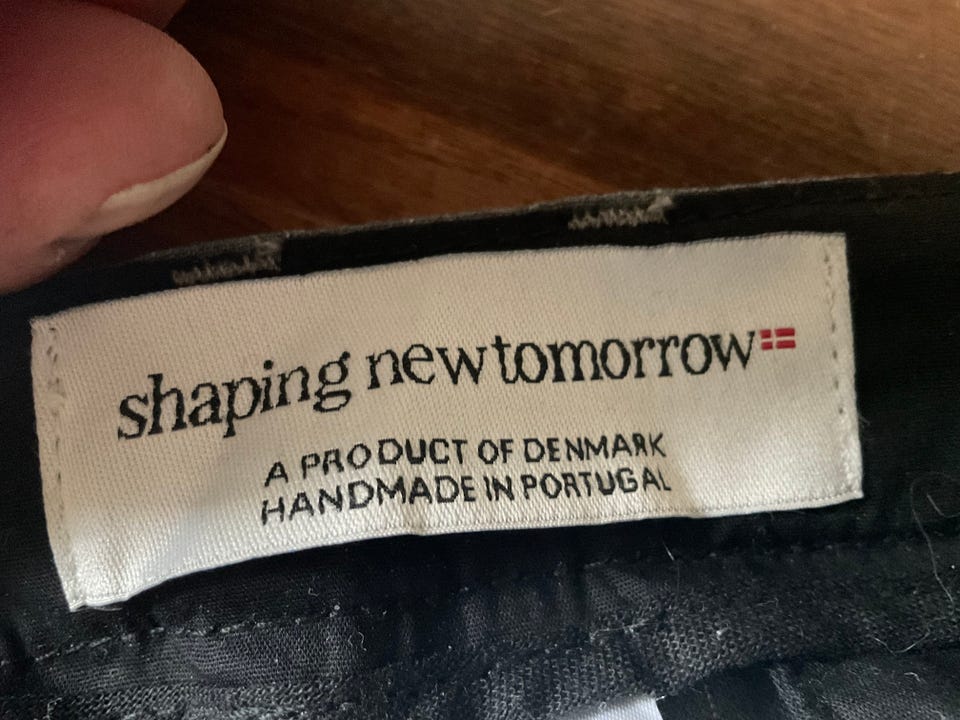 shaping newtomorrow
A PRODUCT OF DENMARK
HANDMADE IN PORTUGAL